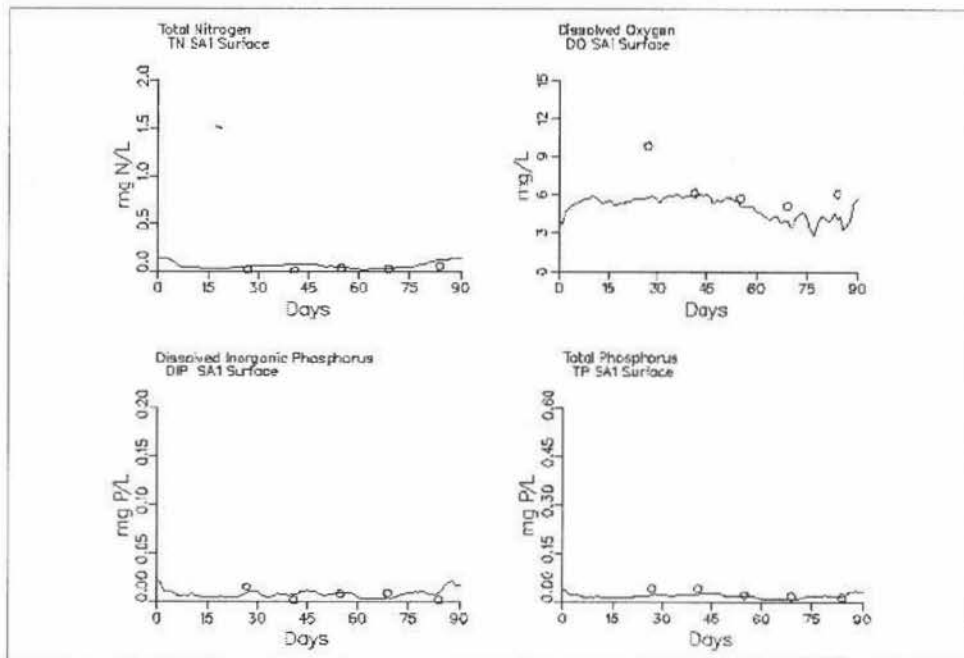 Total Nitrogen
TN SA1 Surface
2.0
1.5
1.0
0.5
0.0
mg N/L
0 15 30 45 60 75 90
Days
Dissolved Oxygen
DO SA1 Surface
15
12
9
6
3
0
mg/L
0 15 30 45 60 75 90
Days
Dissolved Inorganic Phosphorus
DIP SA1 Surface
0.20
0.15
0.10
0.05
0.00
mg P/L
0 15 30 45 60 75 90
Days
Total Phosphorus
TP SA1 Surface
0.60
0.45
0.30
0.15
0.00
mg P/L
0 15 30 45 60 75 90
Days